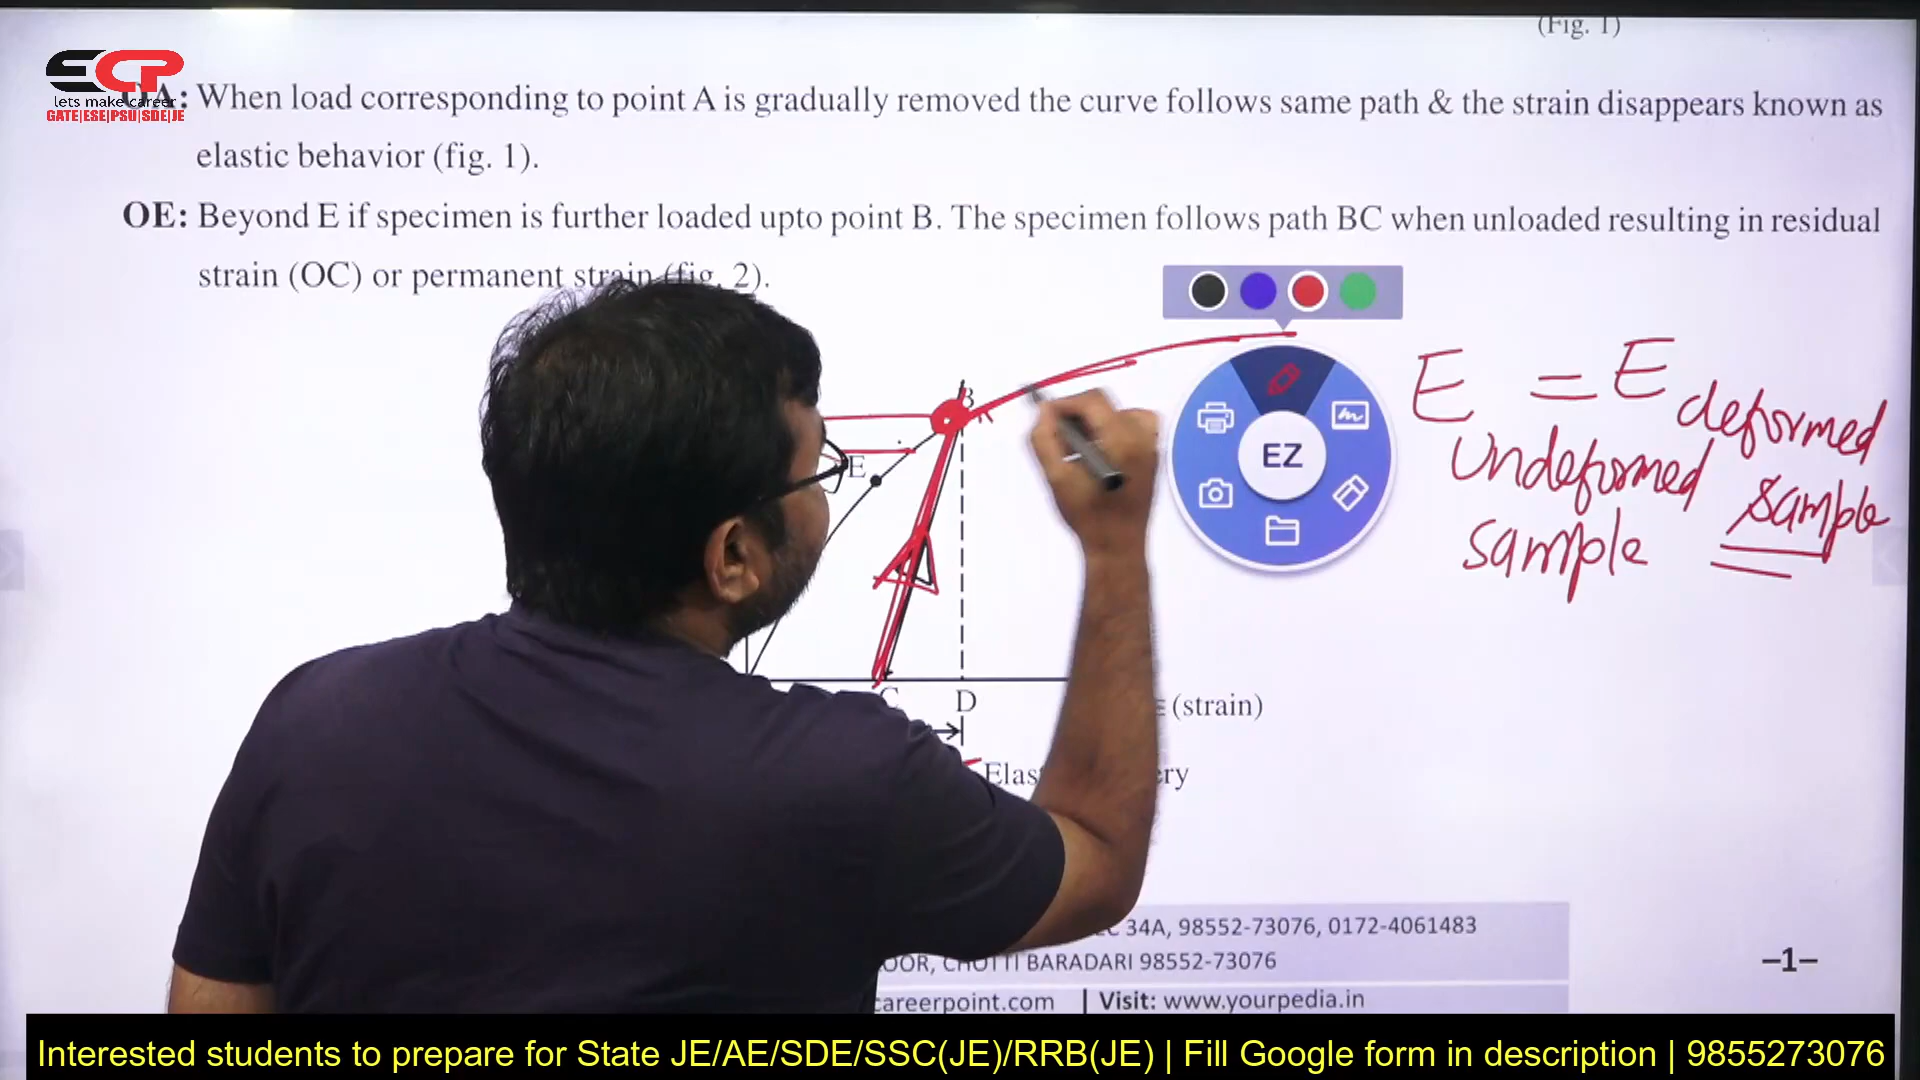 (Fig. 1)
ECP
lets make career
GATE|ESE|PSU|SDE|JE
OA: When load corresponding to point A is gradually removed the curve follows same path & the strain disappears known as
elastic behavior (fig. 1).
OE: Beyond E if specimen is further loaded upto point B. The specimen follows path BC when unloaded resulting in residual
strain (OC) or permanent strain (fig. 2).
B
E
EZ
E = E
deformed
undeformed sample
sample
C D
(strain)
34A, 98552-73076, 0172-4061483
CHOTTI BARADARI 98552-73076
careerpoint.com | Visit: www.yourpedia.in
–1–
Interested students to prepare for State JE/AE/SDE/SSC(JE)/RRB(JE) | Fill Google form in description | 9855273076